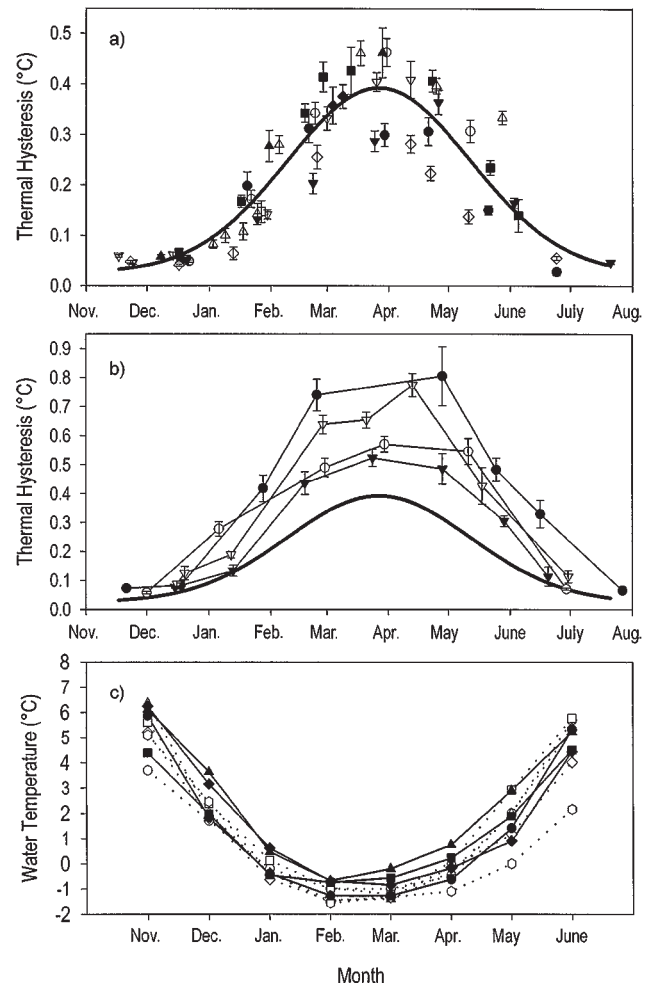 a)
Thermal Hysteresis (°C)
0.5
0.4
0.3
0.2
0.1
0.0
Nov. Dec. Jan. Feb. Mar. Apr. May June July Aug.
b)
Thermal Hysteresis (°C)
0.9
0.8
0.7
0.6
0.5
0.4
0.3
0.2
0.1
0.0
Nov. Dec. Jan. Feb. Mar. Apr. May June July Aug.
c)
Water Temperature (°C)
8
7
6
5
4
3
2
1
0
-1
-2
Nov. Dec. Jan. Feb. Mar. Apr. May June
Month